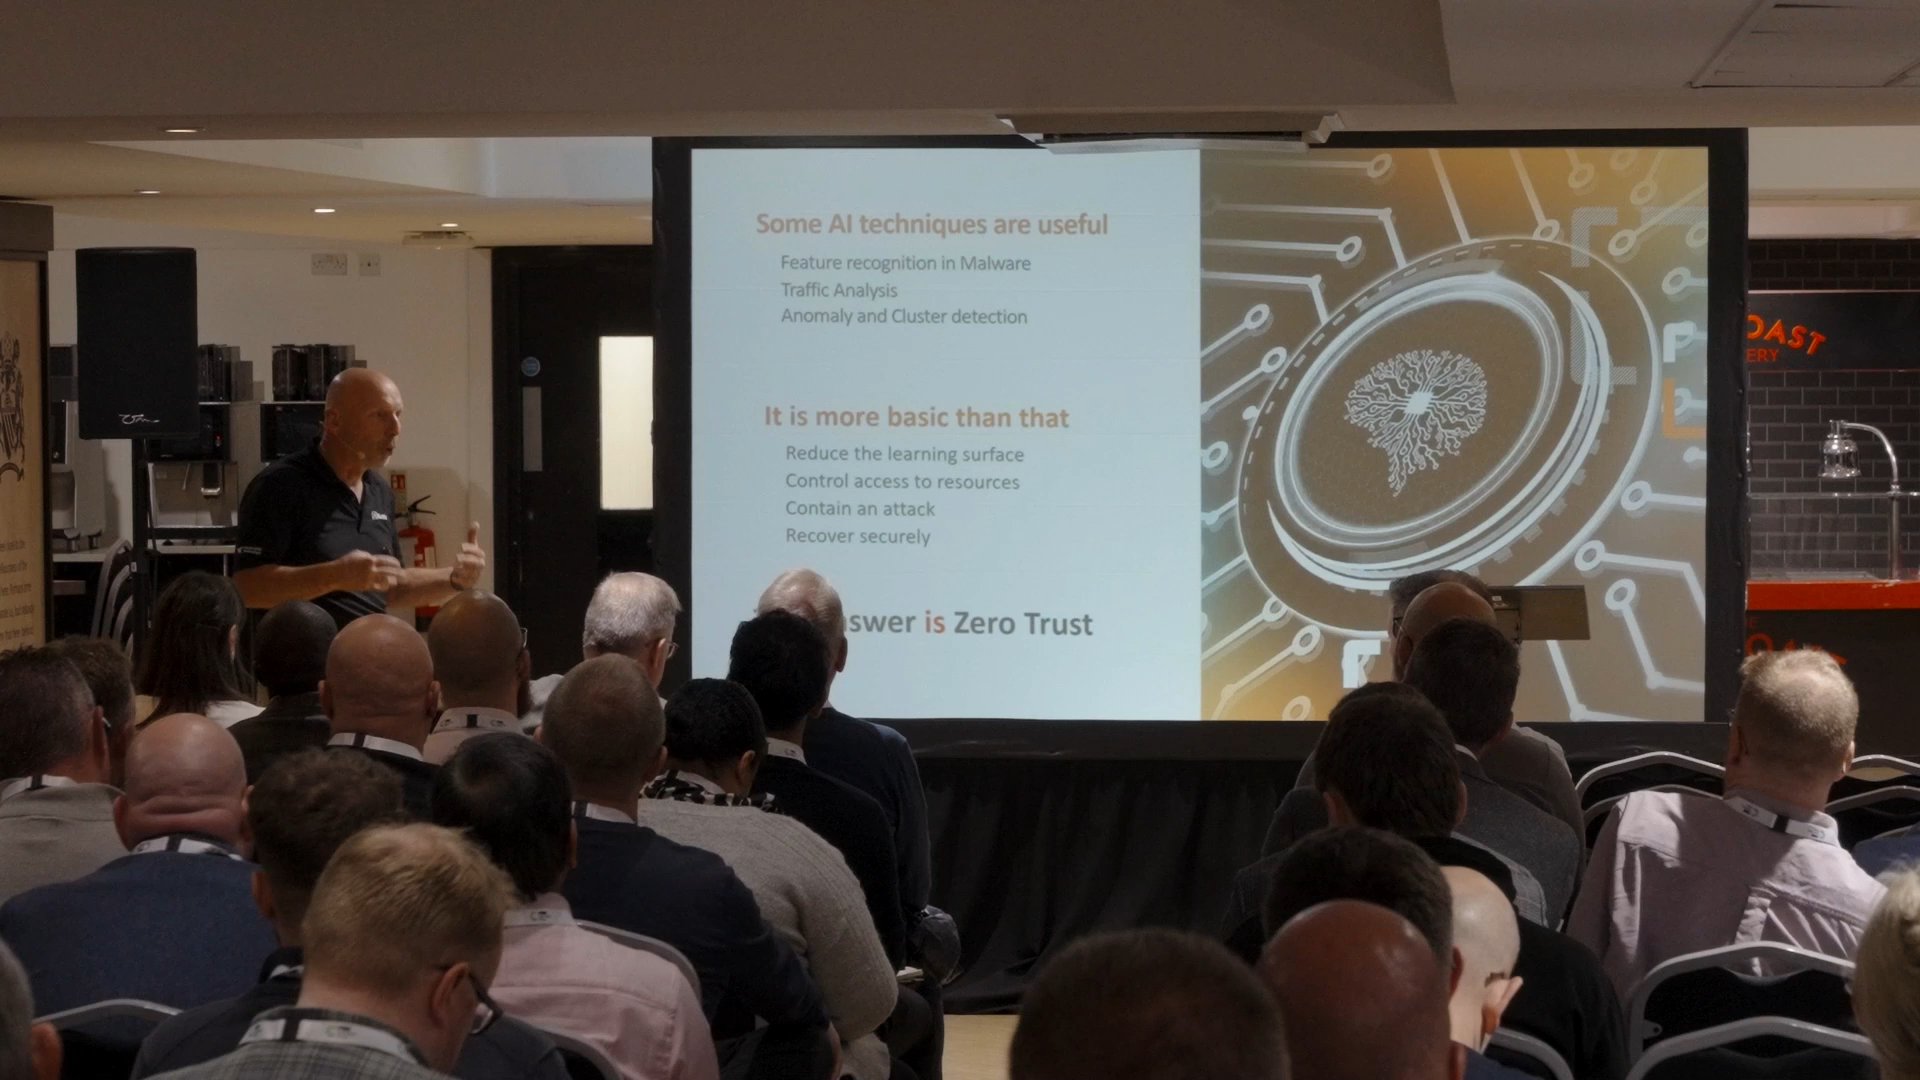 Some AI techniques are useful
Feature recognition in Malware
Traffic Analysis
Anomaly and Cluster detection
It is more basic than that
Reduce the learning surface
Control access to resources
Contain an attack
Recover securely
is Zero Trust